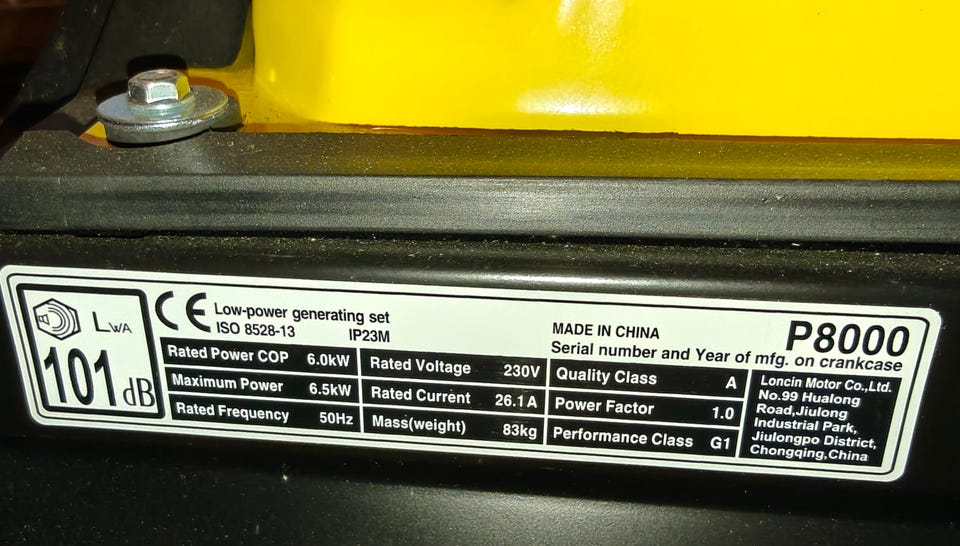 LWA
101dB
CE Low-power generating set
ISO 8528-13 IP23M
MADE IN CHINA
P8000
Serial number and Year of mfg. on crankcase
Rated Power COP 6.0kW
Maximum Power 6.5kW
Rated Frequency 50Hz
Rated Voltage 230V
Rated Current 26.1A
Mass(weight) 83kg
Quality Class A
Power Factor 1.0
Performance Class G1
Loncin Motor Co.,Ltd.
No.99 Hualong
Road,Jiulong
Industrial Park,
Jiulongpo District,
Chongqing,China